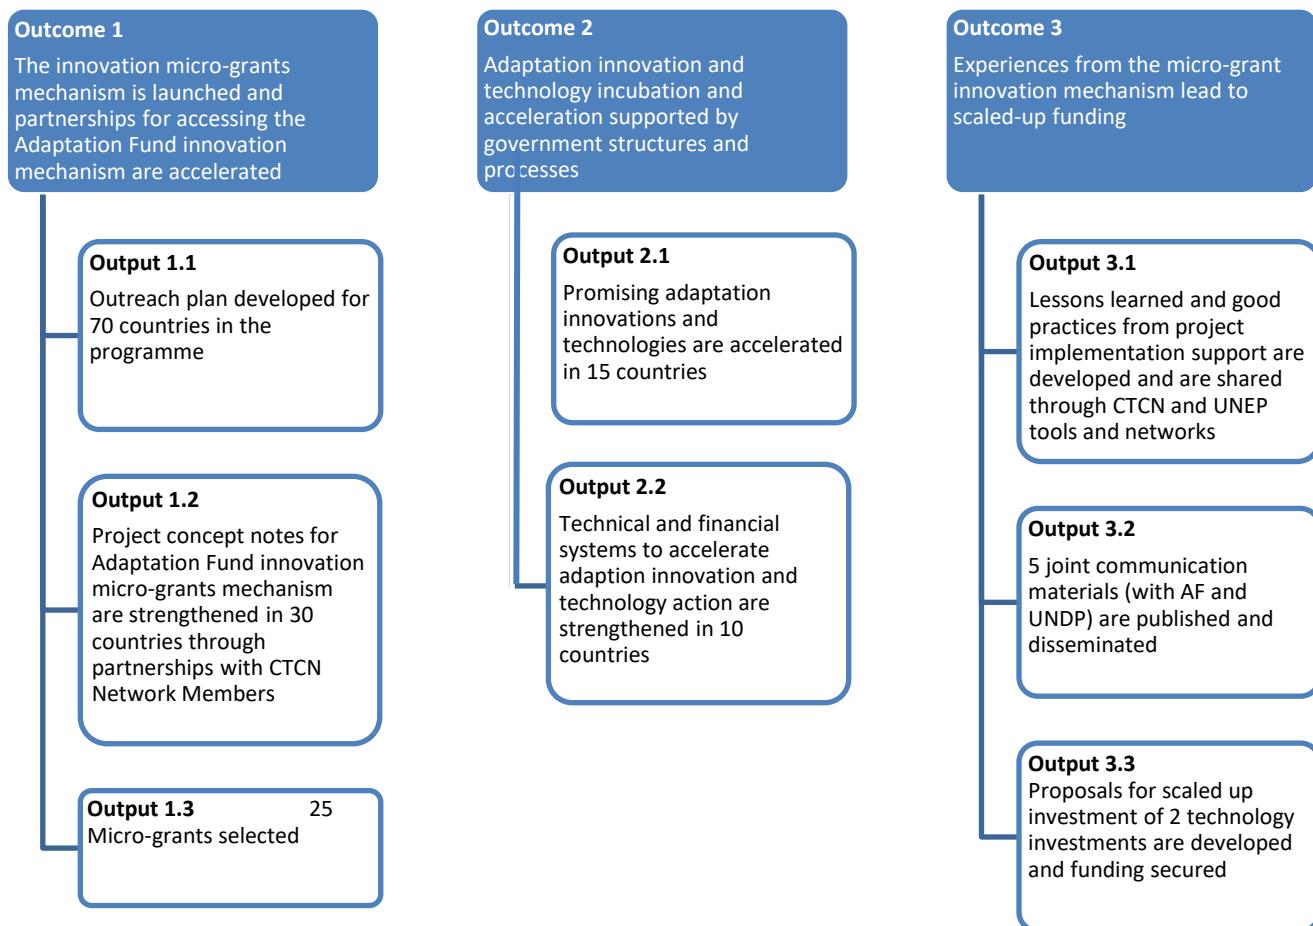 Outcome 1
The innovation micro-grants
mechanism is launched and
partnerships for accessing the
Adaptation Fund innovation
mechanism are accelerated
Output 1.1
Outreach plan developed for
70 countries in the
programme
Output 1.2
Project concept notes for
Adaptation Fund innovation
micro-grants mechanism
are strengthened in 30
countries through
partnerships with CTCN
Network Members
Output 1.3 25
Micro-grants selected
Outcome 2
Adaptation innovation and
technology incubation and
acceleration supported by
government structures and
processes
Output 2.1
Promising adaptation
innovations and
technologies are accelerated
in 15 countries
Output 2.2
Technical and financial
systems to accelerate
adaption innovation and
technology action are
strengthened in 10
countries
Outcome 3
Experiences from the micro-grant
innovation mechanism lead to
scaled-up funding
Output 3.1
Lessons learned and good
practices from project
implementation support are
developed and are shared
through CTCN and UNEP
tools and networks
Output 3.2
5 joint communication
materials (with AF and
UNDP) are published and
disseminated
Output 3.3
Proposals for scaled up
investment of 2 technology
investments are developed
and funding secured